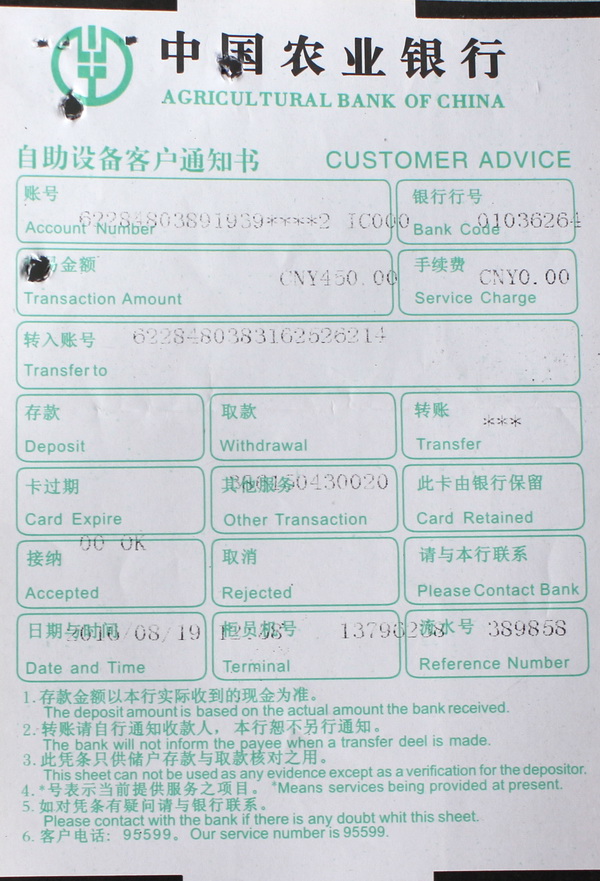 中国农业银行
AGRICULTURAL BANK OF CHINA
自助设备客户通知书 CUSTOMER ADVICE
账号 银行行号
Account Number 62284803891939****2 IC000 Bank Code 01036264
易金额 CNY450.00 手续费 CNY0.00
Transaction Amount Service Charge
转入账号 6228480383162526214
Transfer to
存款 取款 转账 ***
Deposit Withdrawal Transfer
卡过期 其他服务 此卡由银行保留
Card Expire Other Transaction Card Retained
00 OK
接纳 取消 请与本行联系
Accepted Rejected Please Contact Bank
日期与时间 2016/08/19 柜员机号 流水号 389858
Date and Time Terminal Reference Number
1. 存款金额以本行实际收到的现金为准。
The deposit amount is based on the actual amount the bank received.
2. 转账请自行通知收款人，本行恕不另行通知。
The bank will not inform the payee when a transfer deel is made.
3. 此凭条只供储户存款与取款核对之用。
This sheet can not be used as any evidence except as a verification for the depositor.
4. *号表示当前提供服务之项目。 *Means services being provided at present.
5. 如对凭条有疑问请与银行联系。
Please contact with the bank if there is any doubt whit this sheet.
6. 客户电话：95599。 Our service number is 95599.